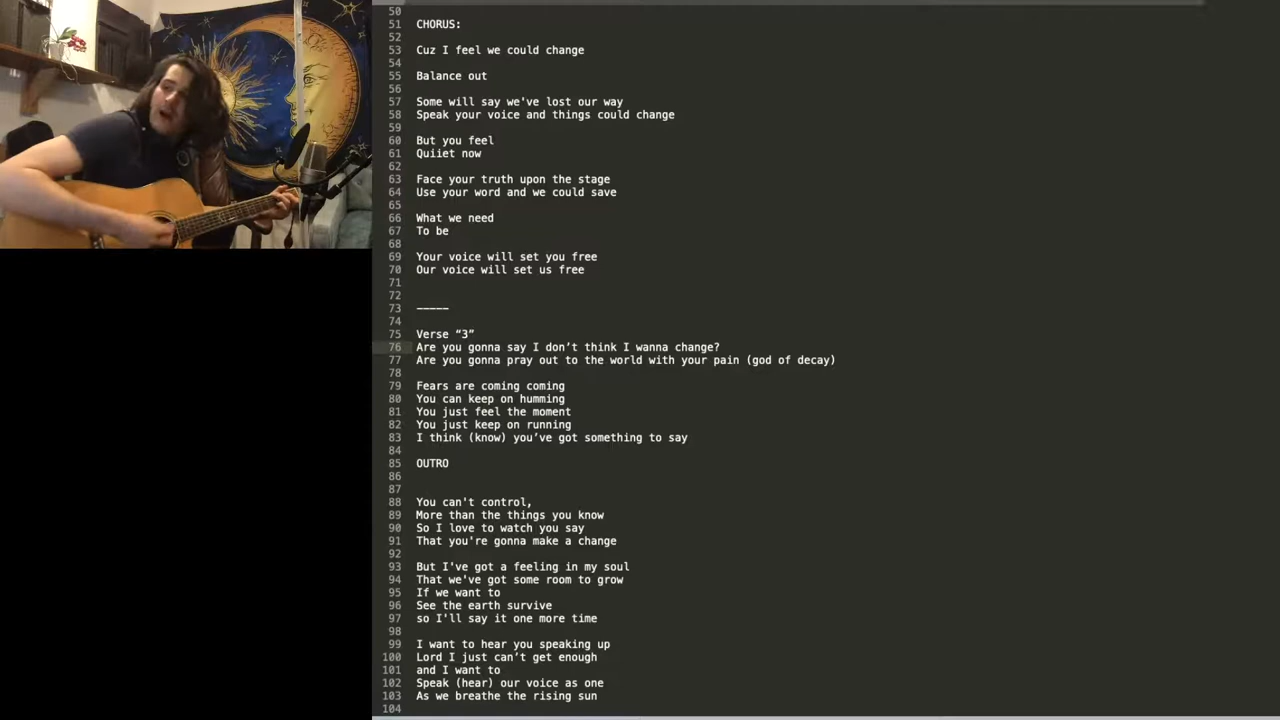 50
51 CHORUS:
52
53 Cuz I feel we could change
54
55 Balance out
56
57 Some will say we've lost our way
58 Speak your voice and things could change
59
60 But you feel
61 Quiiet now
62
63 Face your truth upon the stage
64 Use your word and we could save
65
66 What we need
67 To be
68
69 Your voice will set you free
70 Our voice will set us free
71
72
73 -----
74
75 Verse “3”
76 Are you gonna say I don’t think I wanna change?
77 Are you gonna pray out to the world with your pain (god of decay)
78
79 Fears are coming coming
80 You can keep on humming
81 You just feel the moment
82 You just keep on running
83 I think (know) you’ve got something to say
84
85 OUTRO
86
87
88 You can't control,
89 More than the things you know
90 So I love to watch you say
91 That you're gonna make a change
92
93 But I've got a feeling in my soul
94 That we've got some room to grow
95 If we want to
96 See the earth survive
97 so I'll say it one more time
98
99 I want to hear you speaking up
100 Lord I just can’t get enough
101 and I want to
102 Speak (hear) our voice as one
103 As we breathe the rising sun
104